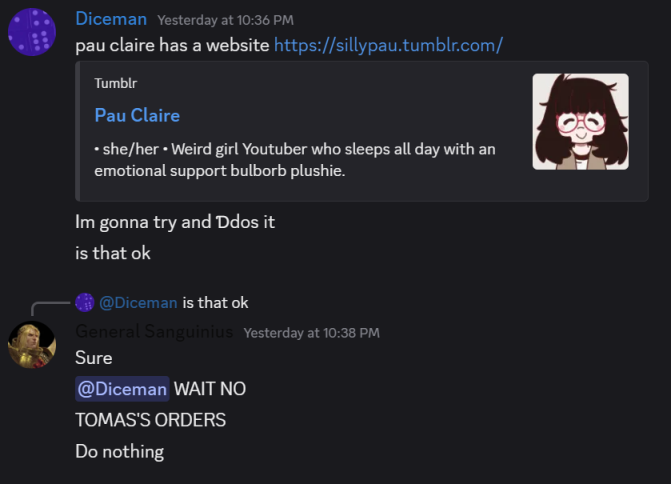 Diceman Yesterday at 10:36 PM
pau claire has a website https://sillypau.tumblr.com/
Tumblr
Pau Claire
• she/her • Weird girl Youtuber who sleeps all day with an
emotional support bulborb plushie.
Im gonna try and Ddos it
is that ok
@Diceman is that ok
General Sanguinius Yesterday at 10:38 PM
Sure
@Diceman WAIT NO
TOMAS'S ORDERS
Do nothing